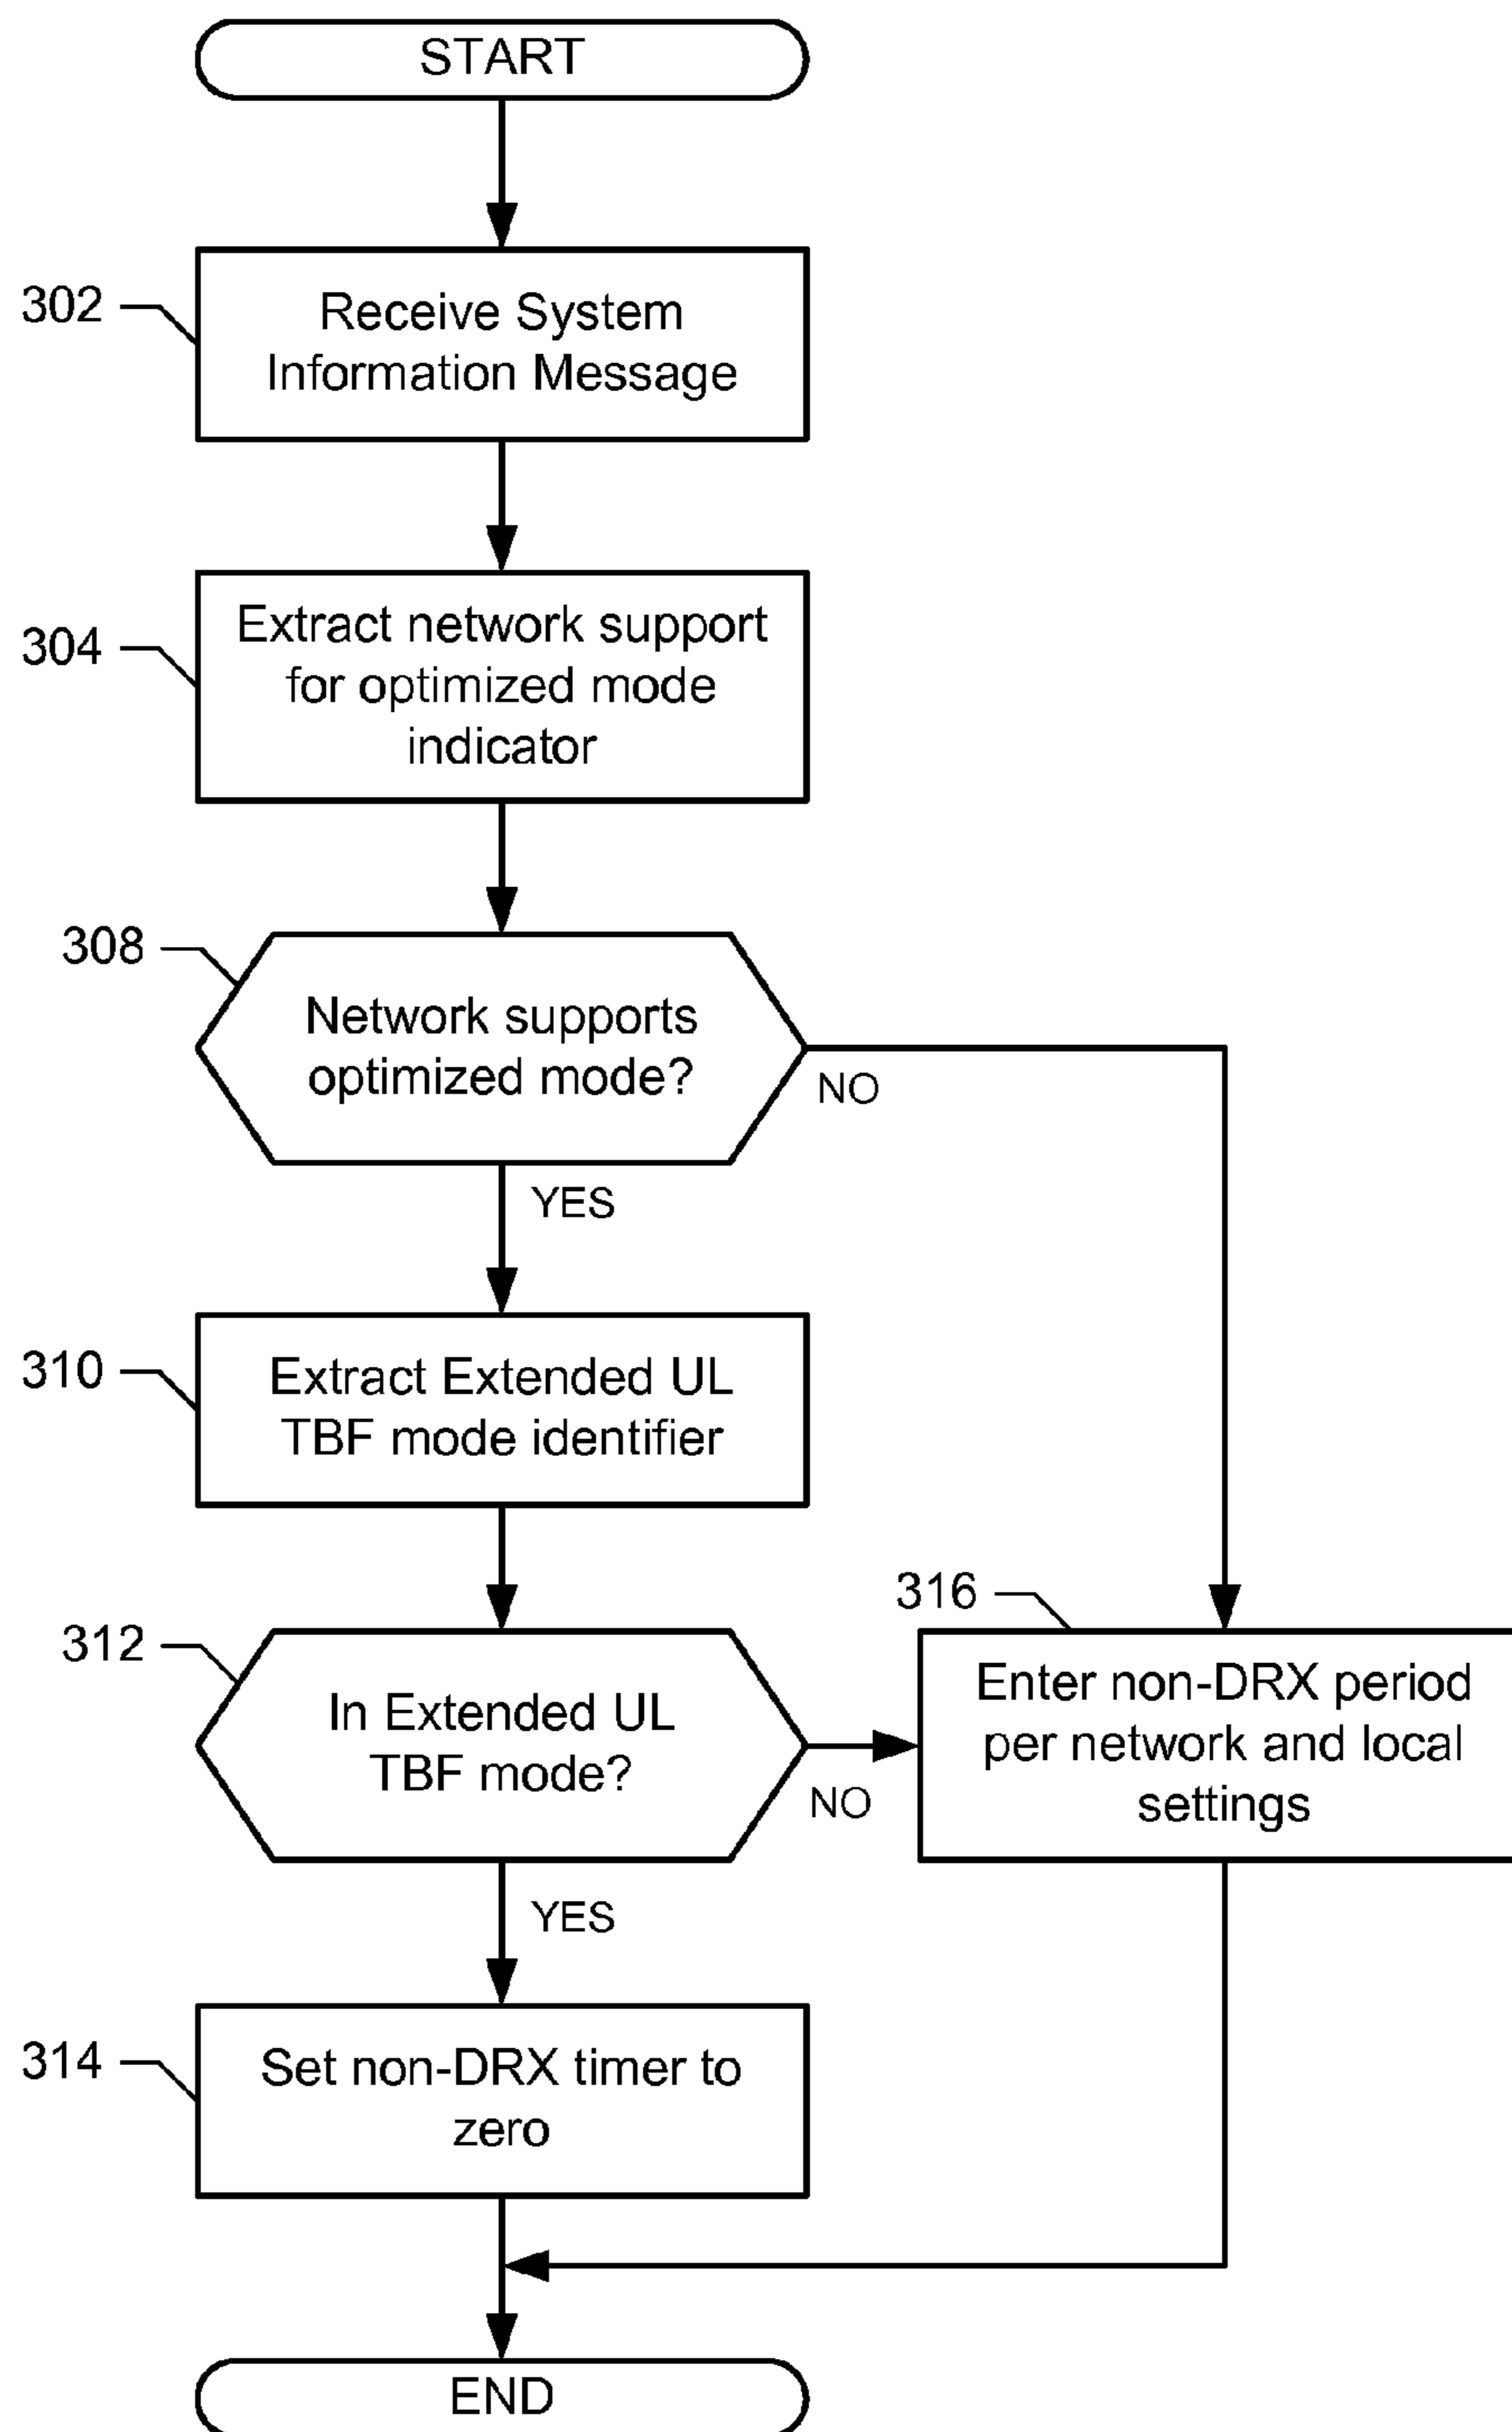 START
302
Receive System
Information Message
304
Extract network support
for optimized mode
indicator
308
Network supports
optimized mode?
NO
YES
310
Extract Extended UL
TBF mode identifier
312
In Extended UL
TBF mode?
NO
316
Enter non-DRX period
per network and local
settings
YES
314
Set non-DRX timer to
zero
END